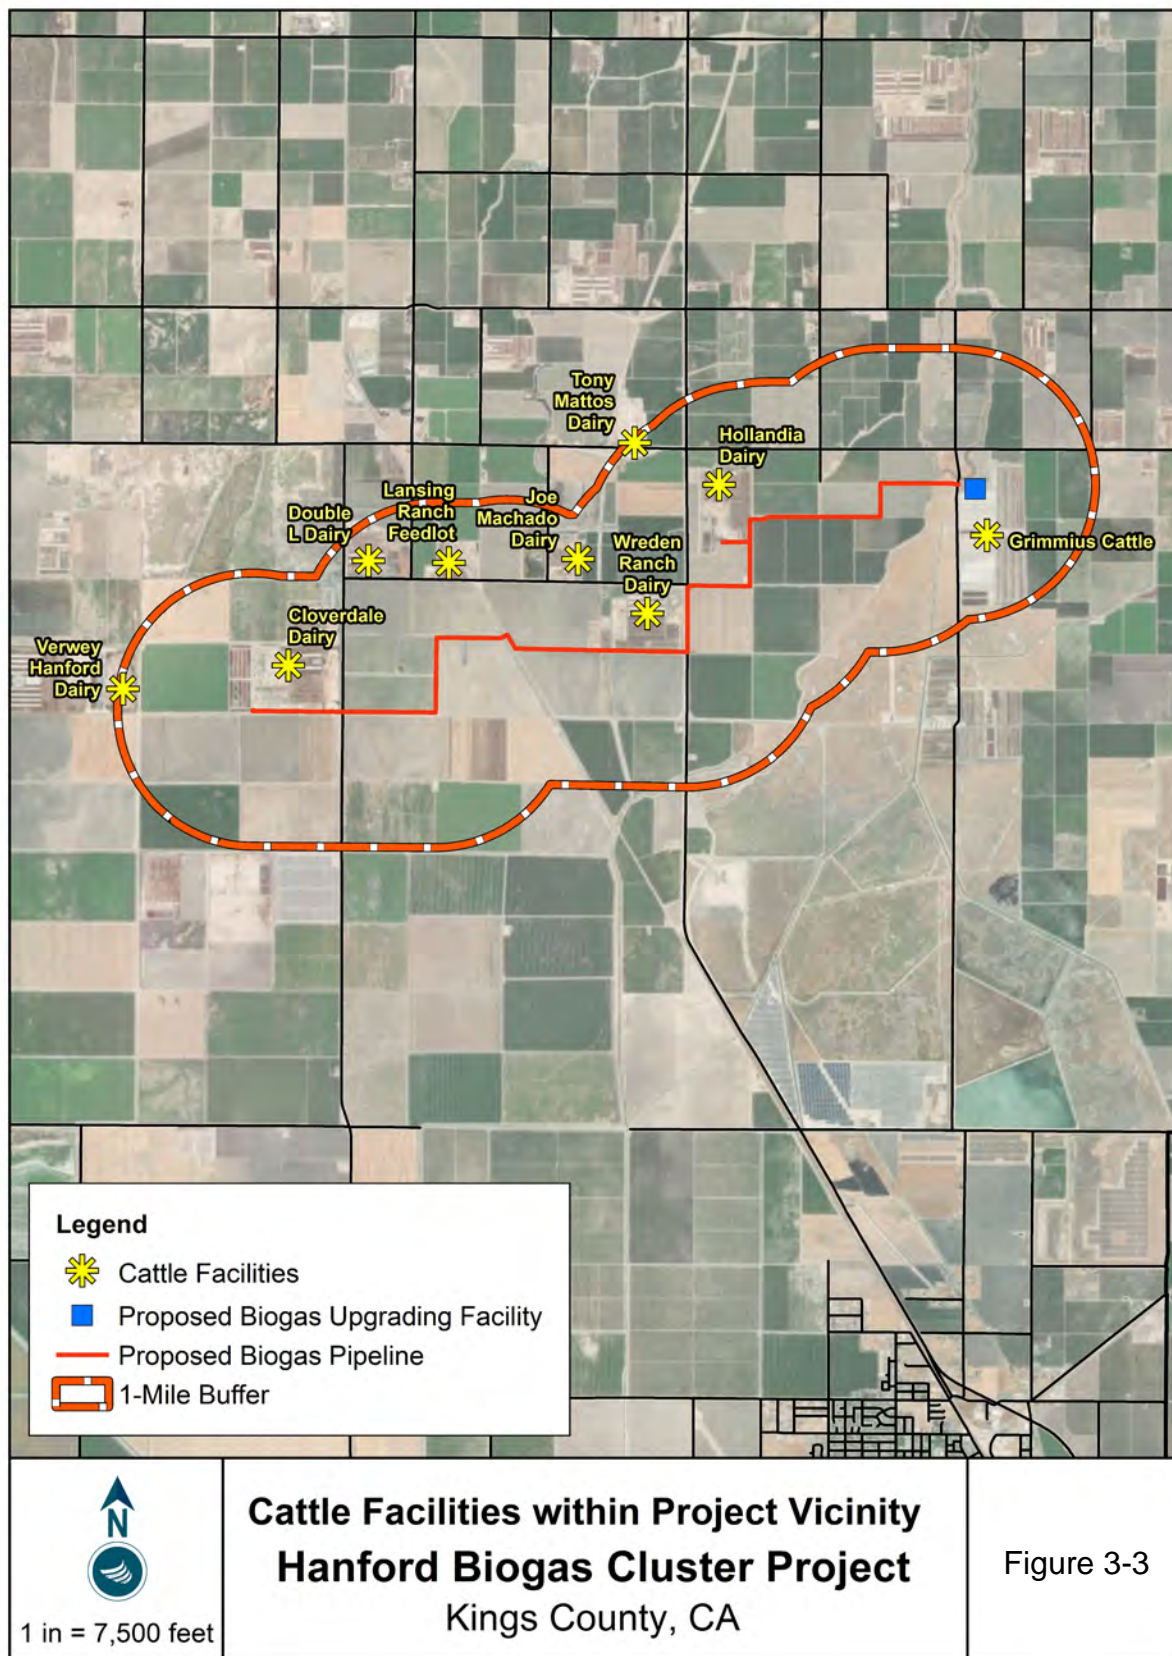 Tony
Mattos
Dairy
Hollandia
Dairy
Lansing
Ranch
Feedlot
Joe
Machado
Dairy
Double
L Dairy
Wreden
Ranch
Dairy
Grimmius Cattle
Cloverdale
Dairy
Verwey
Hanford
Dairy
Legend
Cattle Facilities
Proposed Biogas Upgrading Facility
Proposed Biogas Pipeline
1-Mile Buffer
N
1 in = 7,500 feet
Cattle Facilities within Project Vicinity
Hanford Biogas Cluster Project
Kings County, CA
Figure 3-3